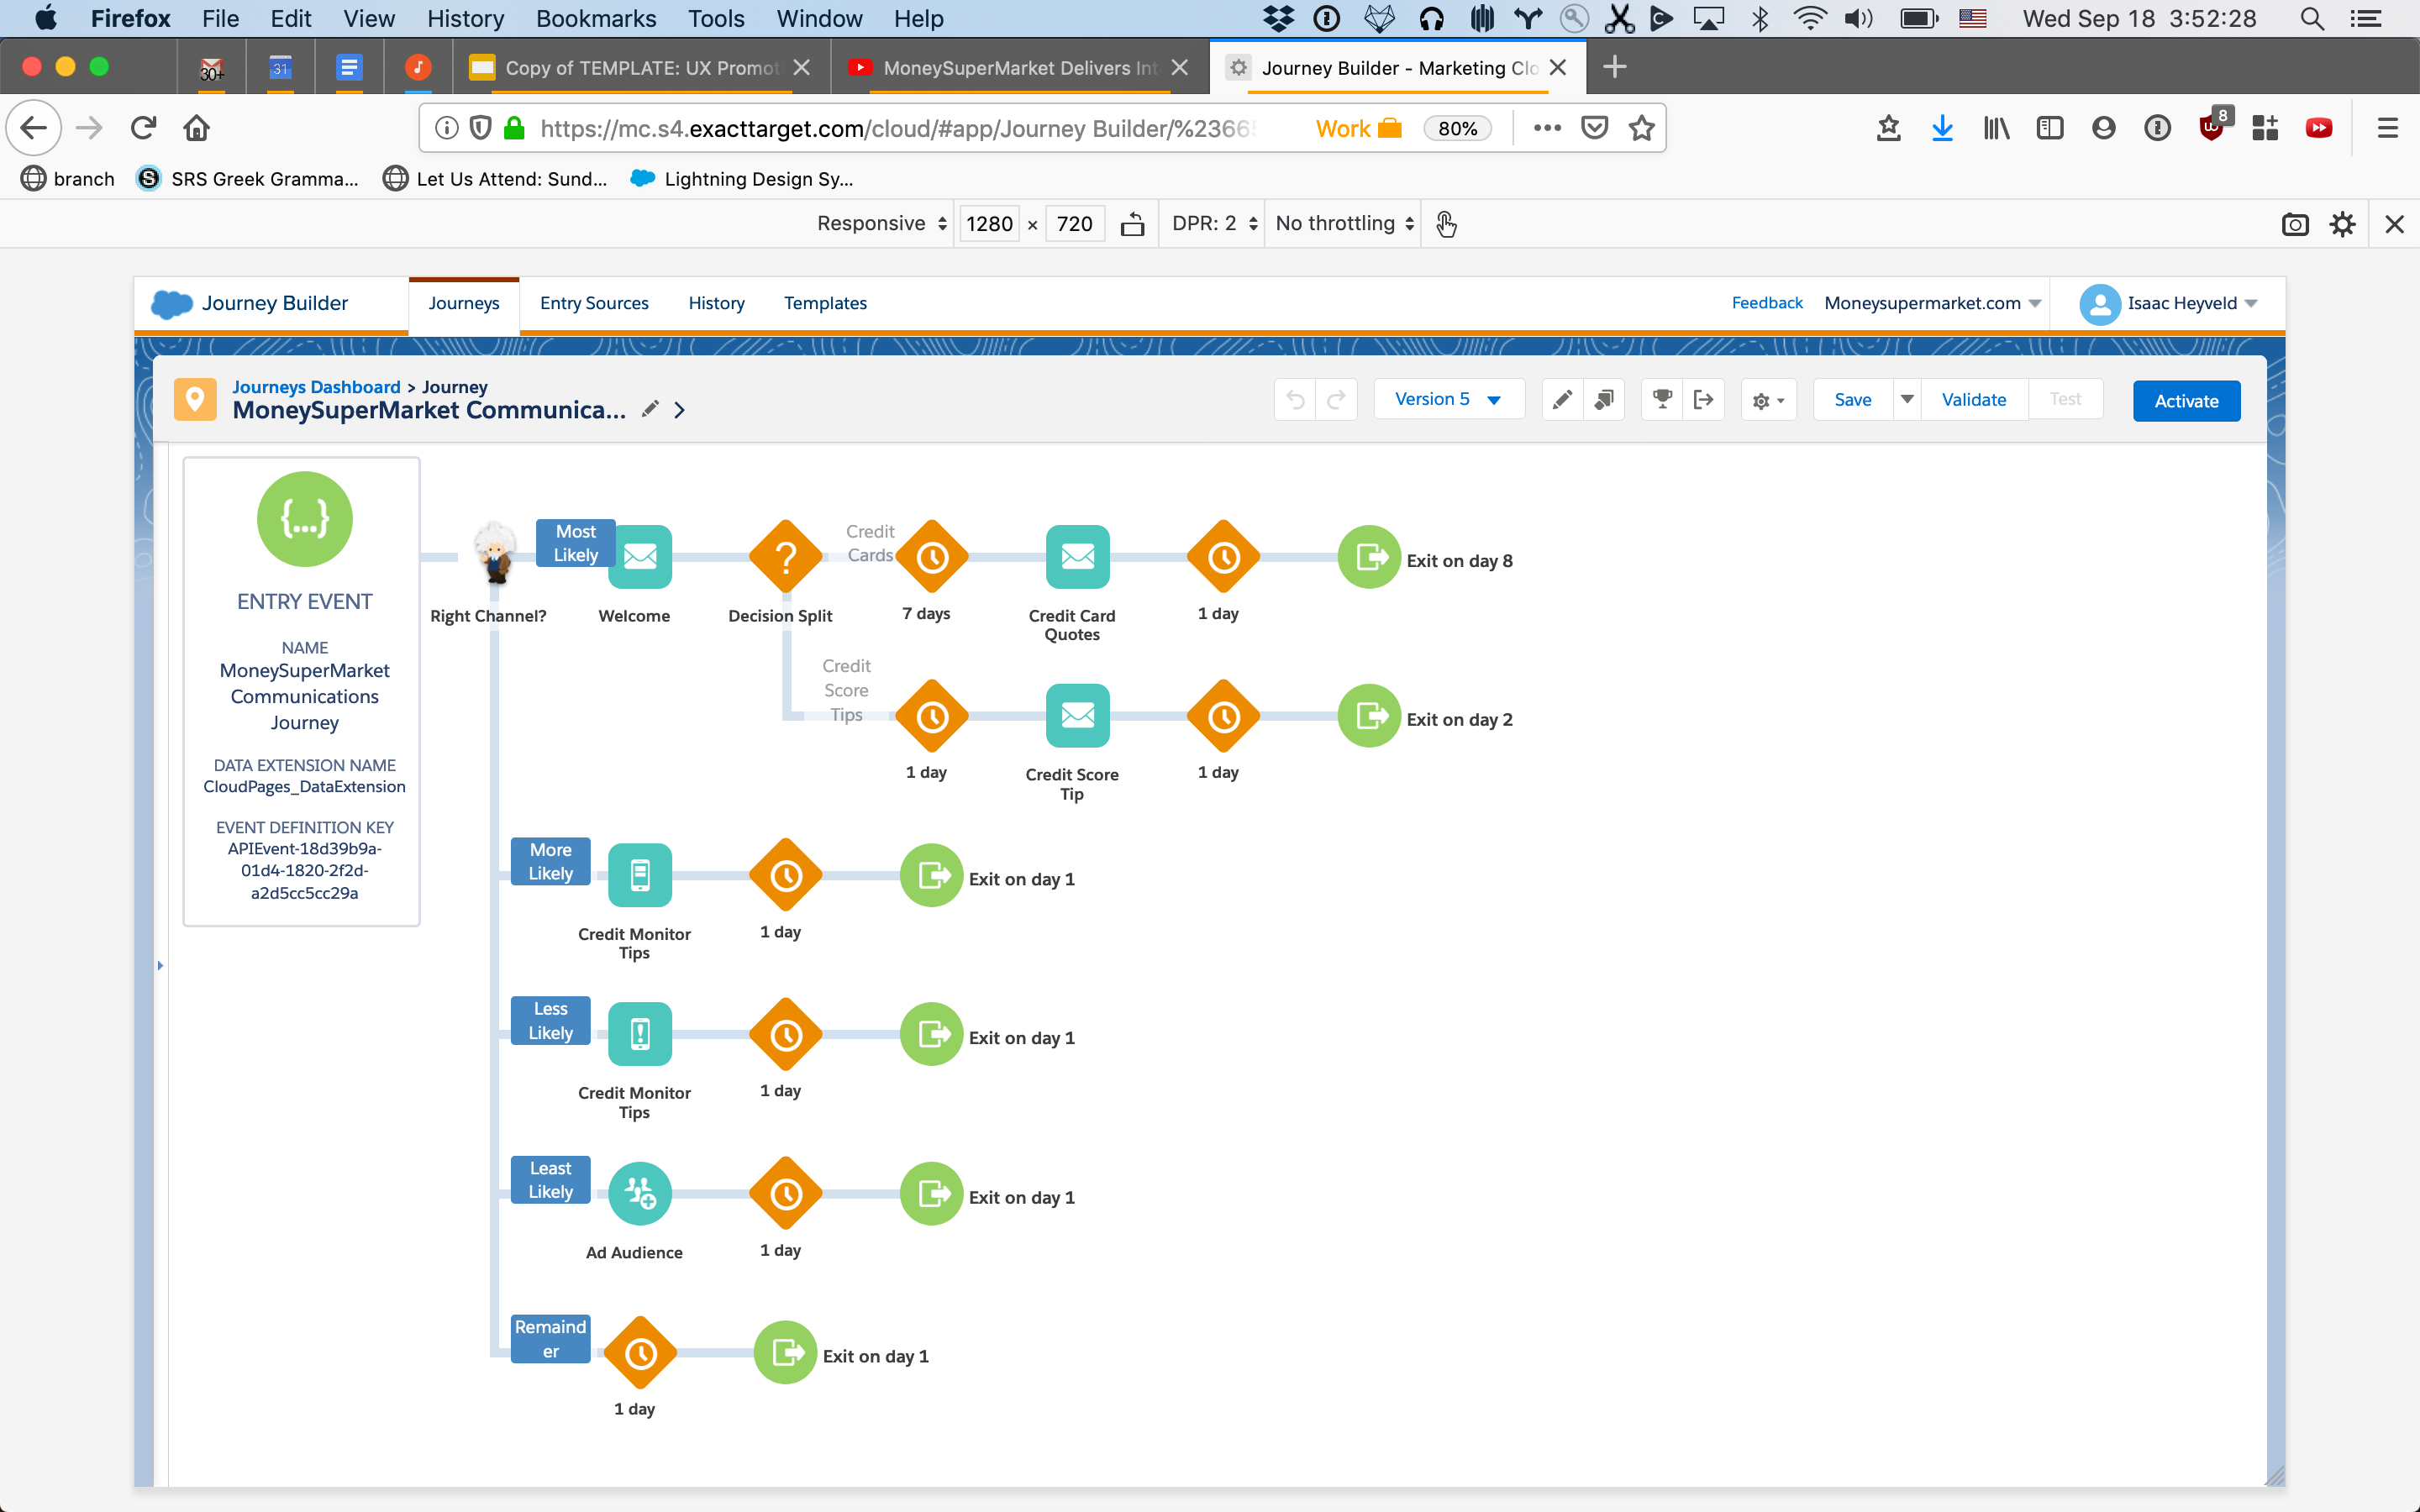 Firefox File Edit View History Bookmarks Tools Window Help Wed Sep 18 3:52:28
30+ 31 Copy of TEMPLATE: UX Promot MoneySuperMarket Delivers Int Journey Builder - Marketing Clo
https://mc.s4.exacttarget.com/cloud/#app/Journey Builder/%2366 Work 80% 8
branch SRS Greek Gramma... Let Us Attend: Sund... Lightning Design Sy...
Responsive 1280 × 720 DPR: 2 No throttling
Journey Builder Journeys Entry Sources History Templates Feedback Moneysupermarket.com Isaac Heyveld
Journeys Dashboard > Journey
MoneySuperMarket Communica...
Version 5 Save Validate Test Activate
ENTRY EVENT
NAME
MoneySuperMarket
Communications
Journey
DATA EXTENSION NAME
CloudPages_DataExtension
EVENT DEFINITION KEY
APIEvent-18d39b9a-
01d4-1820-2f2d-
a2d5cc5cc29a
Right Channel?
Most
Likely
Welcome
Decision Split
Credit
Cards
7 days
Credit Card
Quotes
1 day
Exit on day 8
Credit
Score
Tips
1 day
Credit Score
Tip
1 day
Exit on day 2
More
Likely
Credit Monitor
Tips
1 day
Exit on day 1
Less
Likely
Credit Monitor
Tips
1 day
Exit on day 1
Least
Likely
Ad Audience
1 day
Exit on day 1
Remaind
er
1 day
Exit on day 1